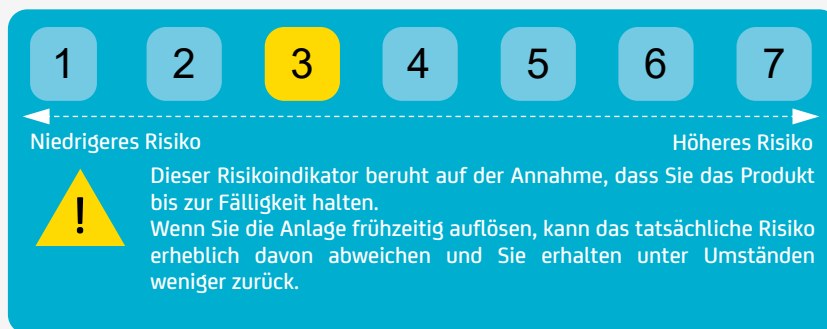 1 2 3 4 5 6 7
Niedrigeres Risiko Höheres Risiko
!
Dieser Risikoindikator beruht auf der Annahme, dass Sie das Produkt
bis zur Fälligkeit halten.
Wenn Sie die Anlage frühzeitig auflösen, kann das tatsächliche Risiko
erheblich davon abweichen und Sie erhalten unter Umständen
weniger zurück.